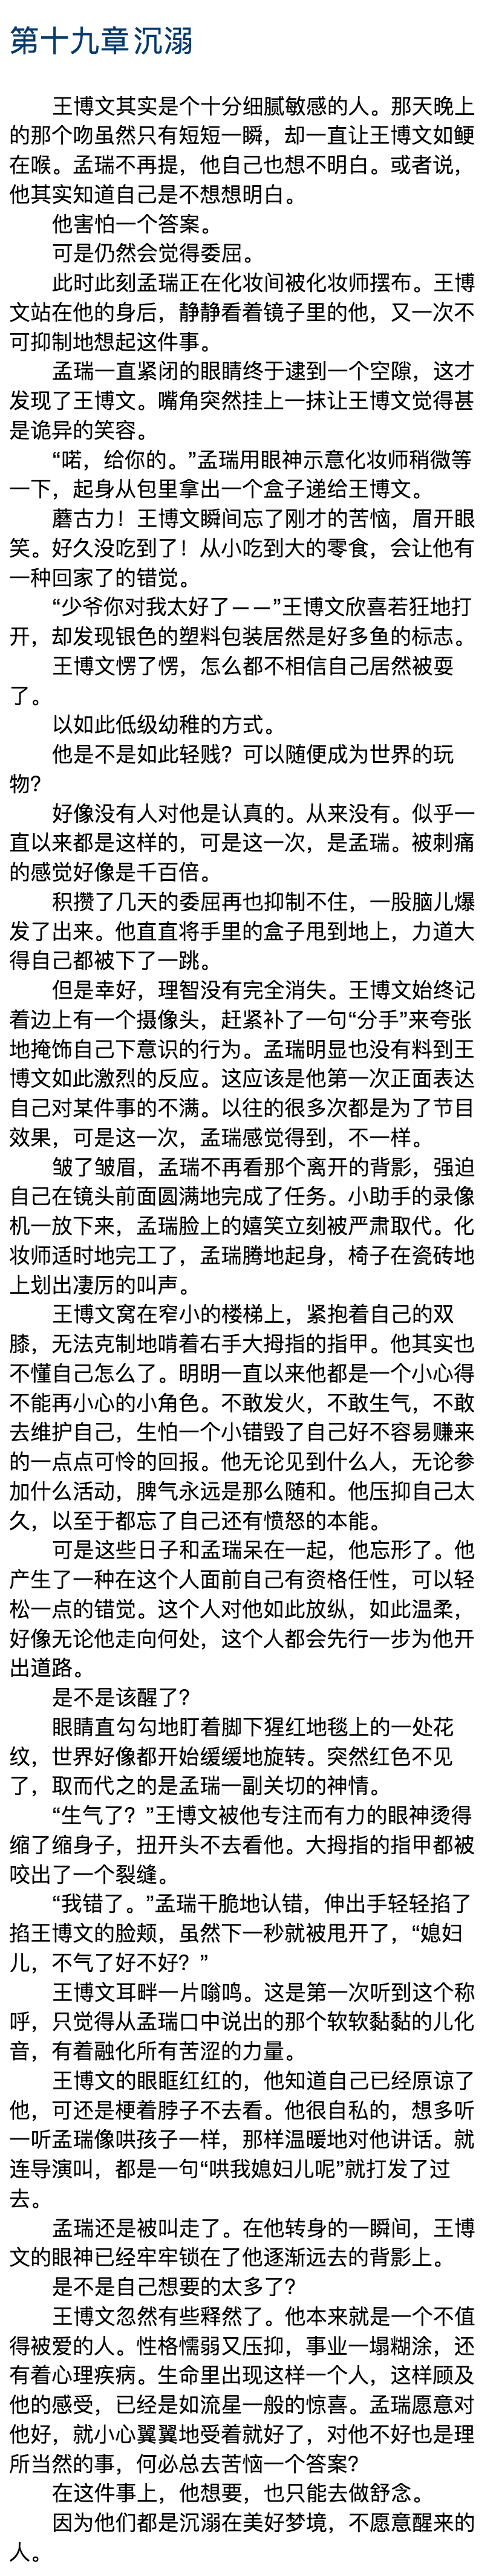 第十九章 沉溺
王博文其实是个十分细腻敏感的人。那天晚上
的那个吻虽然只有短短一瞬，却一直让王博文如鲠
在喉。孟瑞不再提，他自己也想不明白。或者说，
他其实知道自己是不想想明白。
他害怕一个答案。
可是仍然会觉得委屈。
此时此刻孟瑞正在化妆间被化妆师摆布。王博
文站在他的身后，静静看着镜子里的他，又一次不
可抑制地想起这件事。
孟瑞一直紧闭的眼睛终于逮到一个空隙，这才
发现了王博文。嘴角突然挂上一抹让王博文觉得甚
是诡异的笑容。
“喏，给你的。”孟瑞用眼神示意化妆师稍微等
一下，起身从包里拿出一个盒子递给王博文。
蘑古力！王博文瞬间忘了刚才的苦恼，眉开眼
笑。好久没吃到了！从小吃到大的零食，会让他有
一种回家了的错觉。
“少爷你对我太好了——”王博文欣喜若狂地打
开，却发现银色的塑料包装居然是好多鱼的标志。
王博文愣了愣，怎么都不相信自己居然被耍
了。
以如此低级幼稚的方式。
他是不是如此轻贱？可以随便成为世界的玩
物？
好像没有人对他是认真的。从来没有。似乎一
直以来都是这样的，可是这一次，是孟瑞。被刺痛
的感觉好像是千百倍。
积攒了几天的委屈再也抑制不住，一股脑儿爆
发了出来。他直直将手里的盒子甩到地上，力道大
得自己都被下了一跳。
但是幸好，理智没有完全消失。王博文始终记
着边上有一个摄像头，赶紧补了一句“分手”来夸张
地掩饰自己下意识的行为。孟瑞明显也没有料到王
博文如此激烈的反应。这应该是他第一次正面表达
自己对某件事的不满。以往的很多次都是为了节目
效果，可是这一次，孟瑞感觉得到，不一样。
皱了皱眉，孟瑞不再看那个离开的背影，强迫
自己在镜头前面圆满地完成了任务。小助手的录像
机一放下来，孟瑞脸上的嬉笑立刻被严肃取代。化
妆师适时地完工了，孟瑞腾地起身，椅子在瓷砖地
上划出凄厉的叫声。
王博文窝在窄小的楼梯上，紧抱着自己的双
膝，无法克制地啃着右手大拇指的指甲。他其实也
不懂自己怎么了。明明一直以来他都是一个小心得
不能再小心的小角色。不敢发火，不敢生气，不敢
去维护自己，生怕一个小错毁了自己好不容易赚来
的一点点可怜的回报。他无论见到什么人，无论参
加什么活动，脾气永远是那么随和。他压抑自己太
久，以至于都忘了自己还有愤怒的本能。
可是这些日子和孟瑞呆在一起，他忘形了。他
产生了一种在这个人面前自己有资格任性，可以轻
松一点的错觉。这个人对他如此放纵，如此温柔，
好像无论他走向何处，这个人都会先行一步为他开
出道路。
是不是该醒了？
眼睛直勾勾地盯着脚下猩红地毯上的一处花
纹，世界好像都开始缓缓地旋转。突然红色不见
了，取而代之的是孟瑞一副关切的神情。
“生气了？”王博文被他专注而有力的眼神烫得
缩了缩身子，扭开头不去看他。大拇指的指甲都被
咬出了一个裂缝。
“我错了。”孟瑞干脆地认错，伸出手轻轻掐了
掐王博文的脸颊，虽然下一秒就被甩开了，“媳妇
儿，不气了好不好？”
王博文耳畔一片嗡鸣。这是第一次听到这个称
呼，只觉得从孟瑞口中说出的那个软软黏黏的儿化
音，有着融化所有苦涩的力量。
王博文的眼眶红红的，他知道自己已经原谅了
他，可还是梗着脖子不去看。他很自私的，想多听
一听孟瑞像哄孩子一样，那样温暖地对他讲话。就
连导演叫，都是一句“哄我媳妇儿呢”就打发了过
去。
孟瑞还是被叫走了。在他转身的一瞬间，王博
文的眼神已经牢牢锁在了他逐渐远去的背影上。
是不是自己想要的太多了？
王博文忽然有些释然了。他本来就是一个不值
得被爱的人。性格懦弱又压抑，事业一塌糊涂，还
有着心理疾病。生命里出现这样一个人，这样顾及
他的感受，已经是如流星一般的惊喜。孟瑞愿意对
他好，就小心翼翼地受着就好了，对他不好也是理
所当然的事，何必总去苦恼一个答案？
在这件事上，他想要，也只能去做舒念。
因为他们都是沉溺在美好梦境，不愿意醒来的
人。